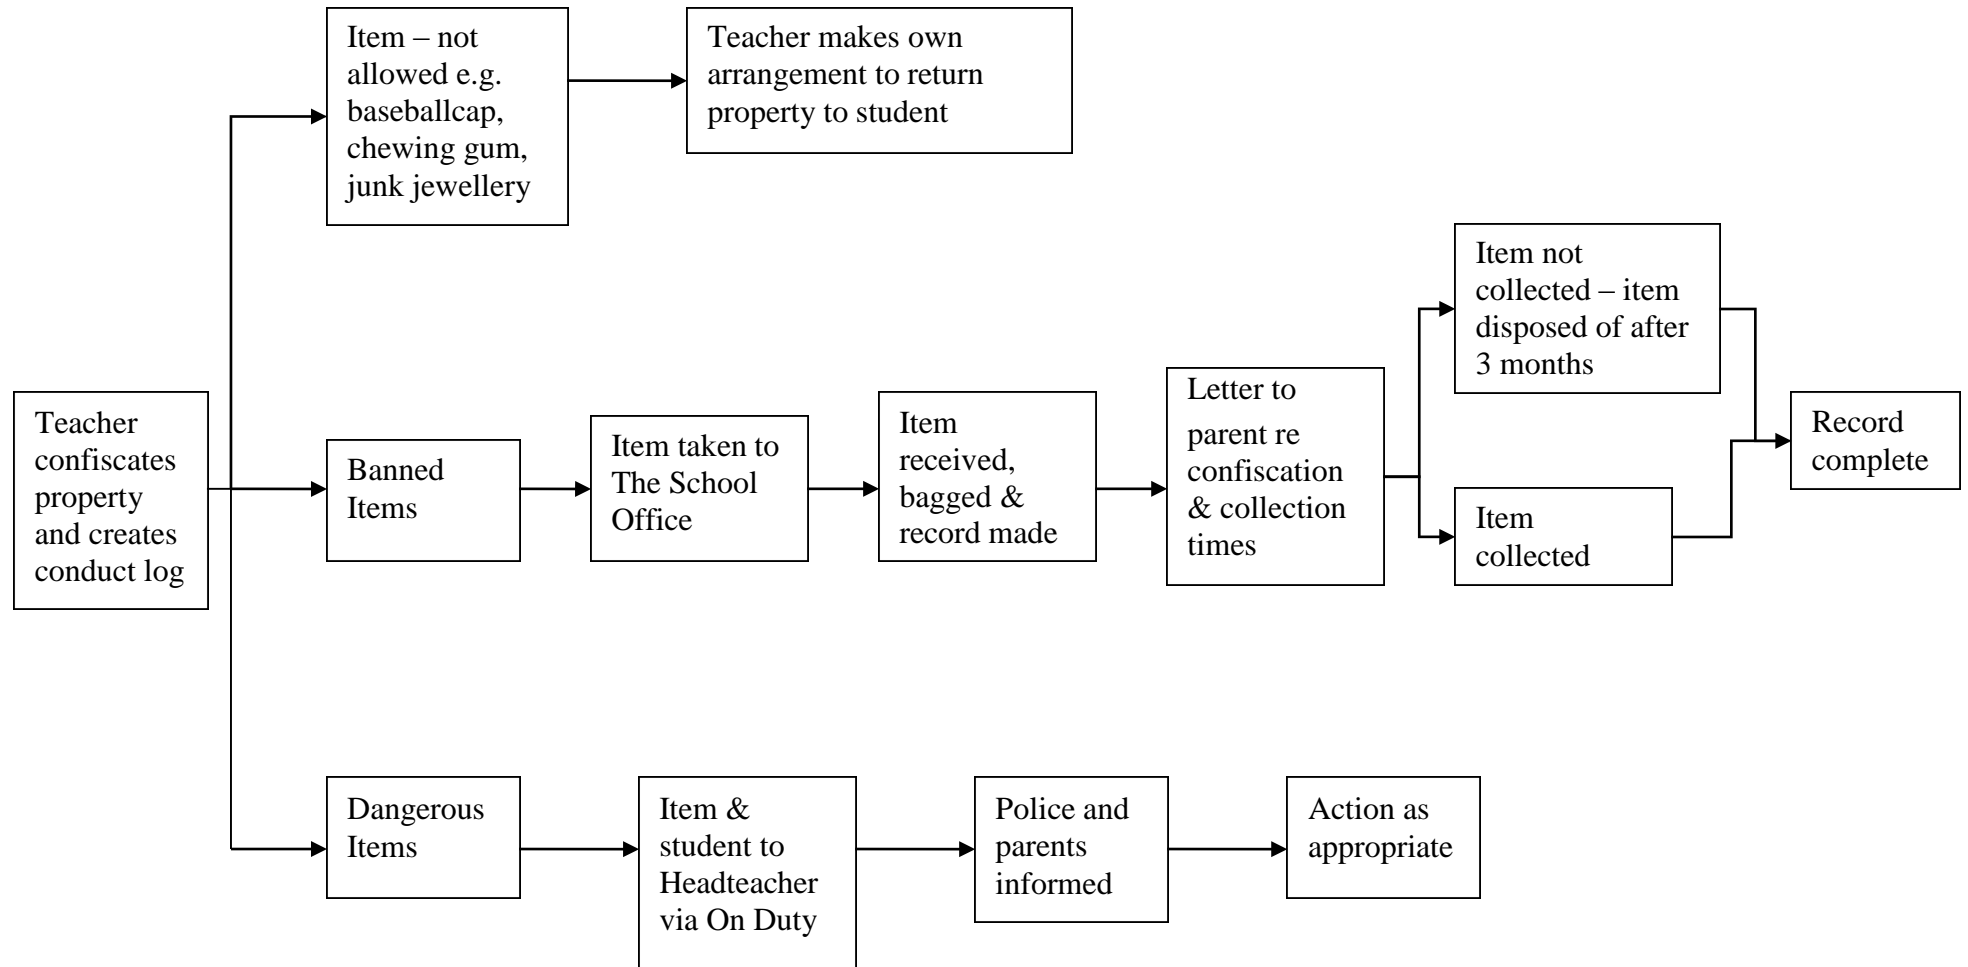 Item – not
allowed e.g.
baseballcap,
chewing gum,
junk jewellery
Teacher makes own
arrangement to return
property to student
Teacher
confiscates
property
and creates
conduct log
Banned
Items
Item taken to
The School
Office
Item
received,
bagged &
record made
Letter to
parent re
confiscation
& collection
times
Item not
collected – item
disposed of after
3 months
Item
collected
Record
complete
Dangerous
Items
Item &
student to
Headteacher
via On Duty
Police and
parents
informed
Action as
appropriate